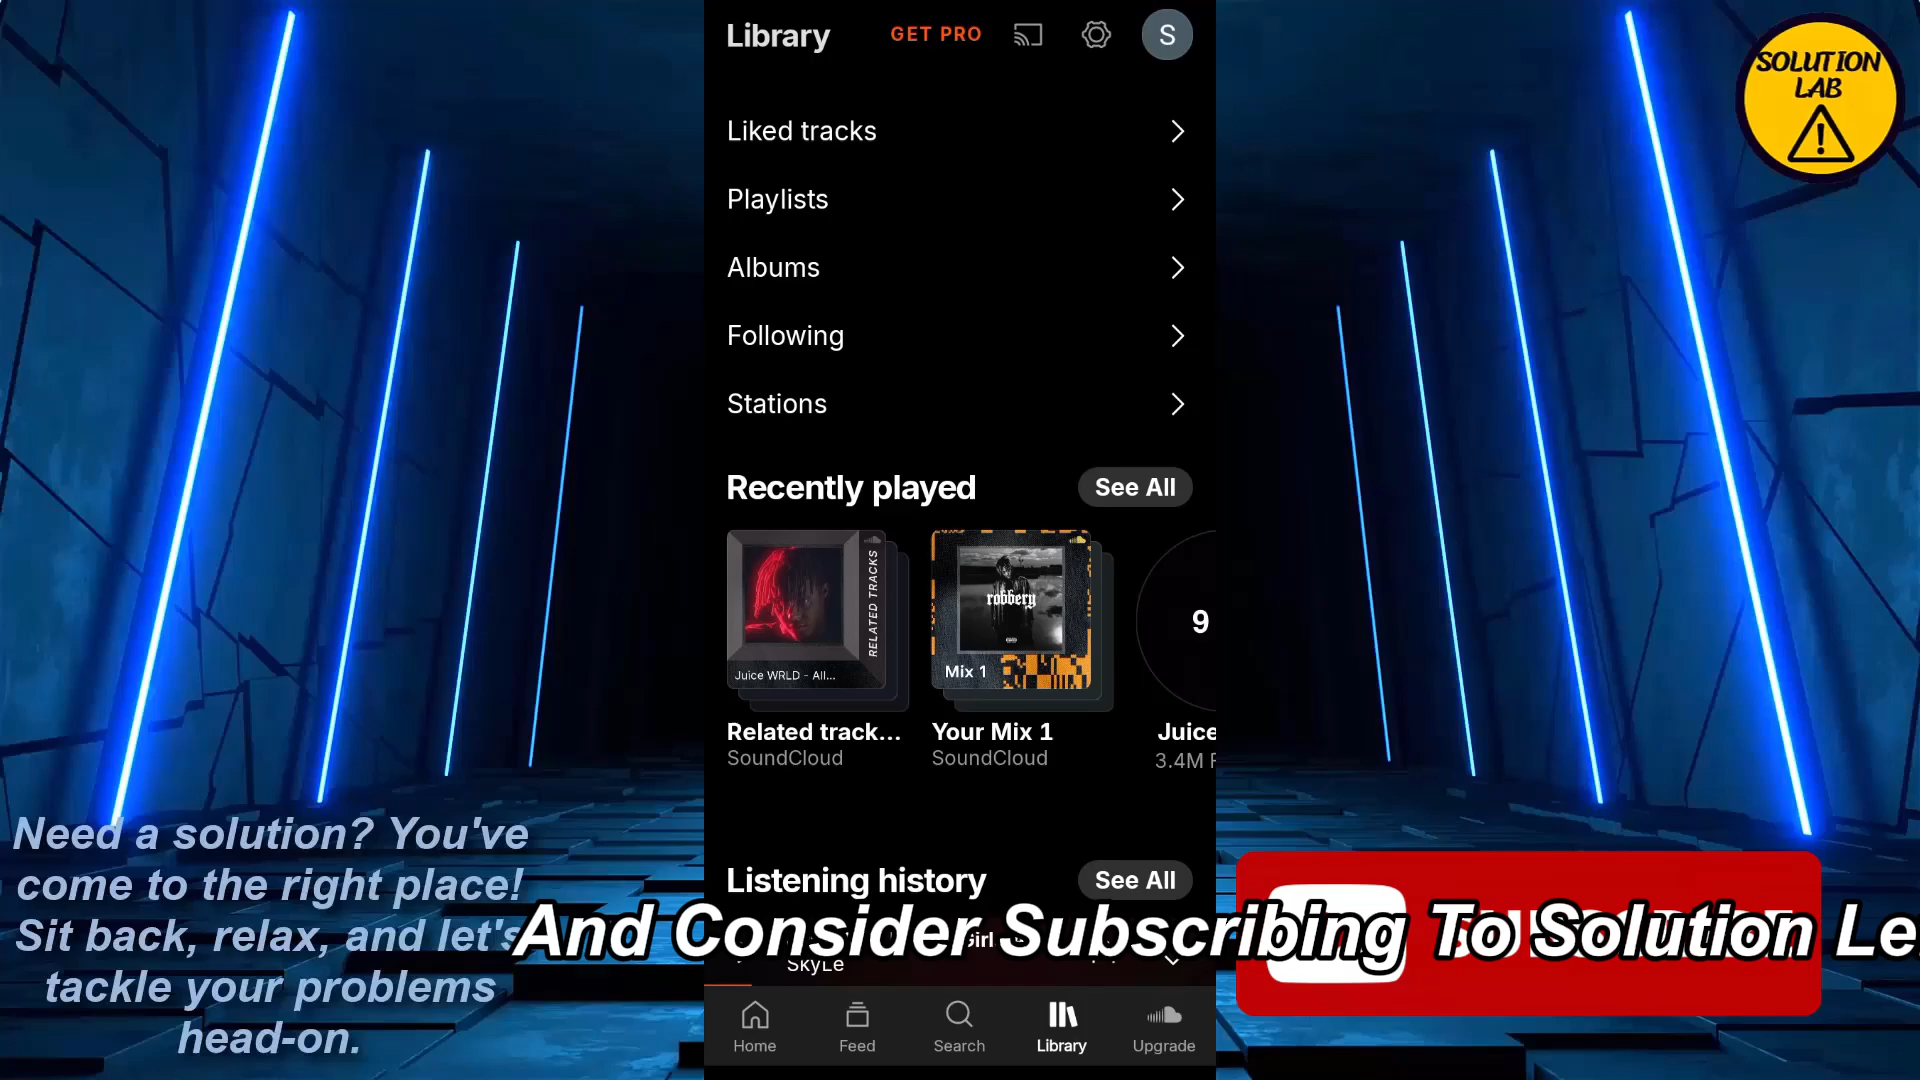 Library
GET PRO
S
SOLUTION
LAB
Liked tracks
Playlists
Albums
Following
Stations
Recently played
See All
RELATED TRACKS
Juice WRLD - All...
robbery
Mix 1
9
Related track...
SoundCloud
Your Mix 1
SoundCloud
Juice
3.4M F
Listening history
See All
Need a solution? You've
come to the right place!
Sit back, relax, and let's
tackle your problems
head-on.
And Consider Subscribing To Solution Le
SkyLe
Home
Feed
Search
Library
Upgrade